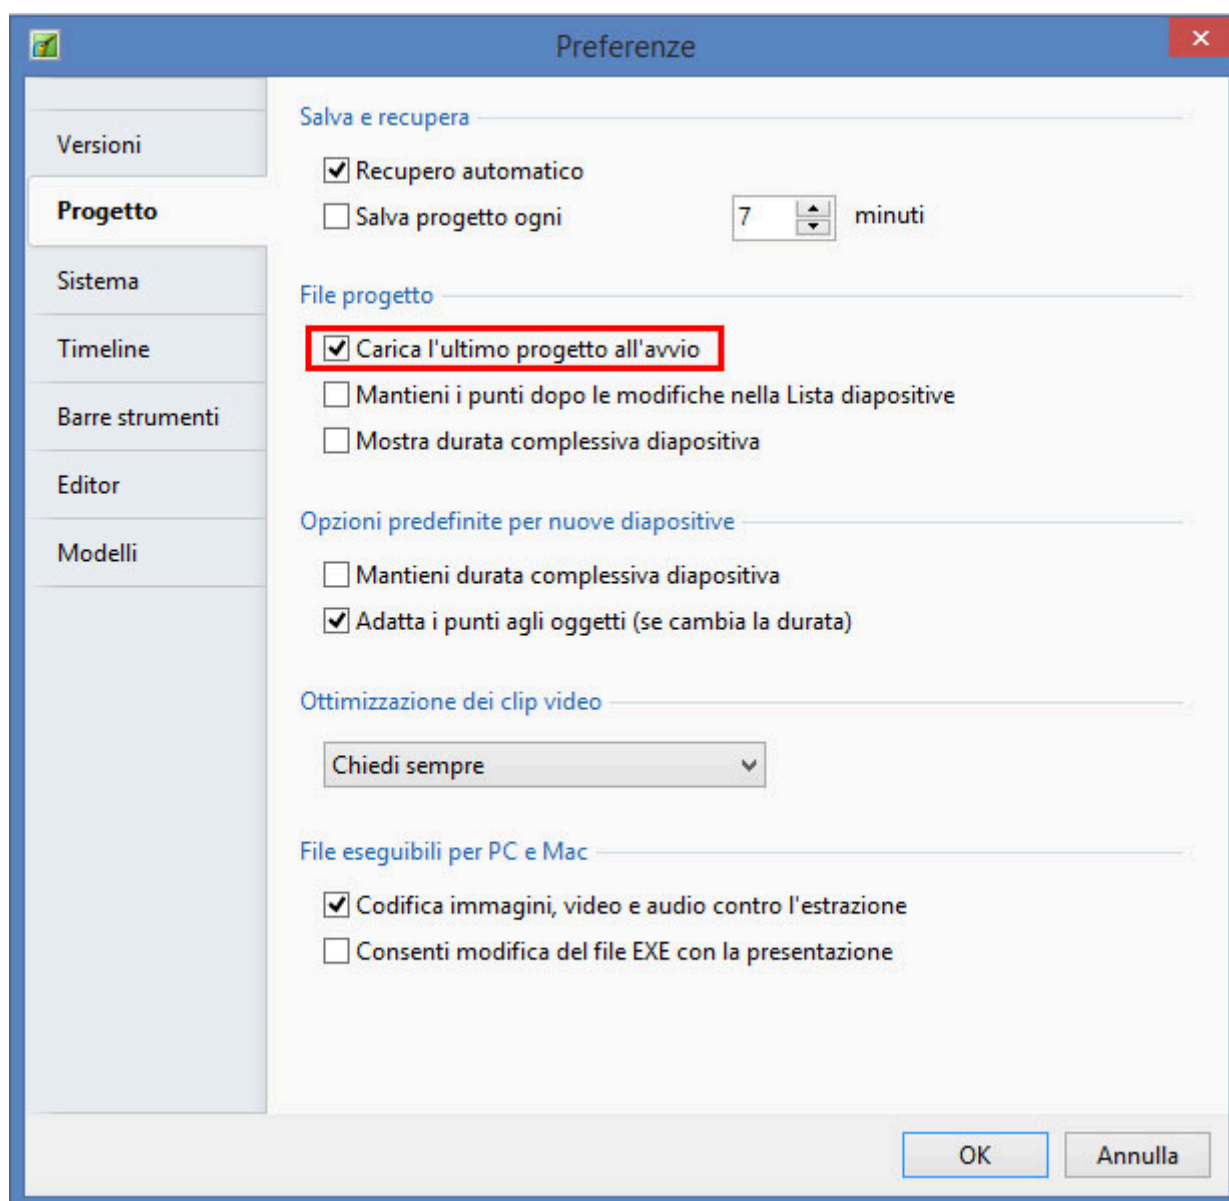 Preferenze
Versioni
Progetto
Sistema
Timeline
Barre strumenti
Editor
Modelli
Salva e recupera
Recupero automatico
Salva progetto ogni 7 minuti
File progetto
Carica l'ultimo progetto all'avvio
Mantieni i punti dopo le modifiche nella Lista diapositive
Mostra durata complessiva diapositiva
Opzioni predefinite per nuove diapositive
Mantieni durata complessiva diapositiva
Adatta i punti agli oggetti (se cambia la durata)
Ottimizzazione dei clip video
Chiedi sempre
File eseguibili per PC e Mac
Codifica immagini, video e audio contro l'estrazione
Consenti modifica del file EXE con la presentazione
OK Annulla